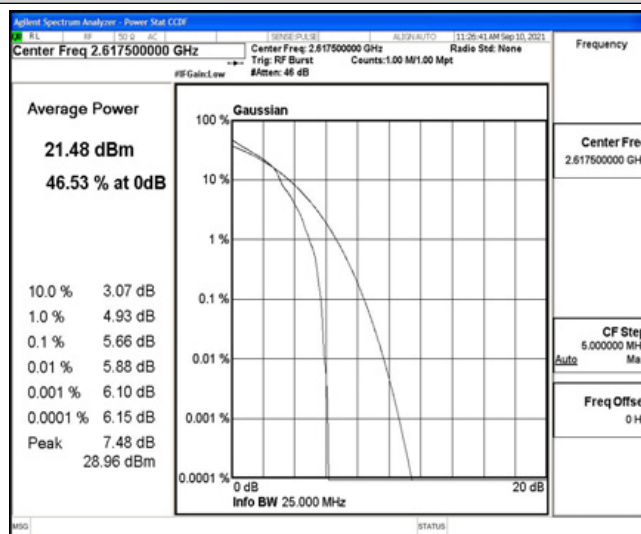 Agilent Spectrum Analyzer - Power Stat CCDF
RL RF 50 Ω AC SENSE:PULSE ALIGN AUTO 11:26:41 AM Sep 10, 2021
Center Freq 2.617500000 GHz
Center Freq: 2.617500000 GHz Radio Std: None
Trig: RF Burst Counts:1.00 M/1.00 Mpt
#IFGain:Low #Atten: 46 dB
Frequency
Average Power
21.48 dBm
46.53 % at 0dB
10.0 % 3.07 dB
1.0 % 4.93 dB
0.1 % 5.66 dB
0.01 % 5.88 dB
0.001 % 6.10 dB
0.0001 % 6.15 dB
Peak 7.48 dB
28.96 dBm
Gaussian
100 %
10 %
1 %
0.1 %
0.01 %
0.001 %
0.0001 %
0 dB 20 dB
Info BW 25.000 MHz
Center Fre
2.617500000 GH
CF Step
5.000000 MH
Auto Ma
Freq Offse
0 H
MSG STATUS